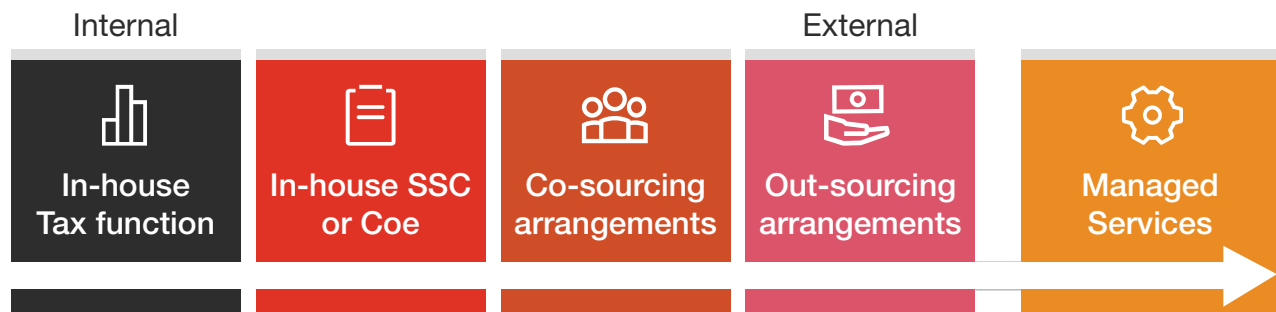 Internal
External
In-house
Tax function
In-house SSC
or Coe
Co-sourcing
arrangements
Out-sourcing
arrangements
Managed
Services